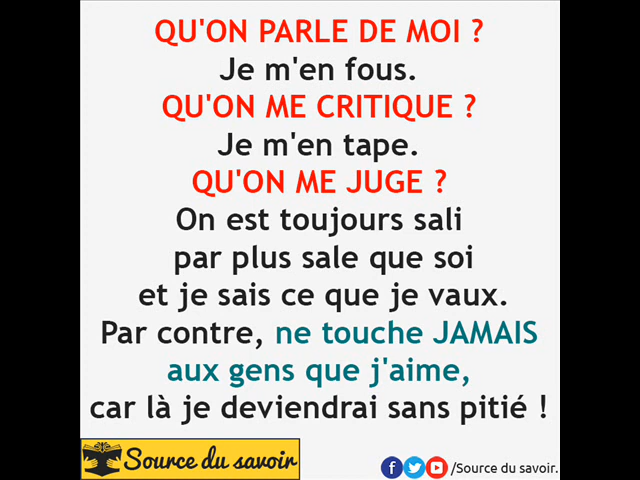 QU'ON PARLE DE MOI ?
Je m'en fous.
QU'ON ME CRITIQUE ?
Je m'en tape.
QU'ON ME JUGE ?
On est toujours sali
par plus sale que soi
et je sais ce que je vaux.
Par contre, ne touche JAMAIS
aux gens que j'aime,
car là je deviendrai sans pitié !
Source du savoir
/Source du savoir.